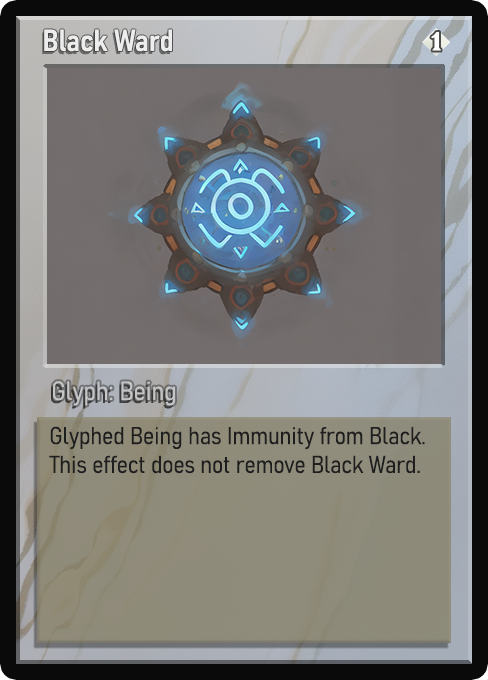 Black Ward
1
Glyph: Being
Glyphed Being has Immunity from Black.
This effect does not remove Black Ward.